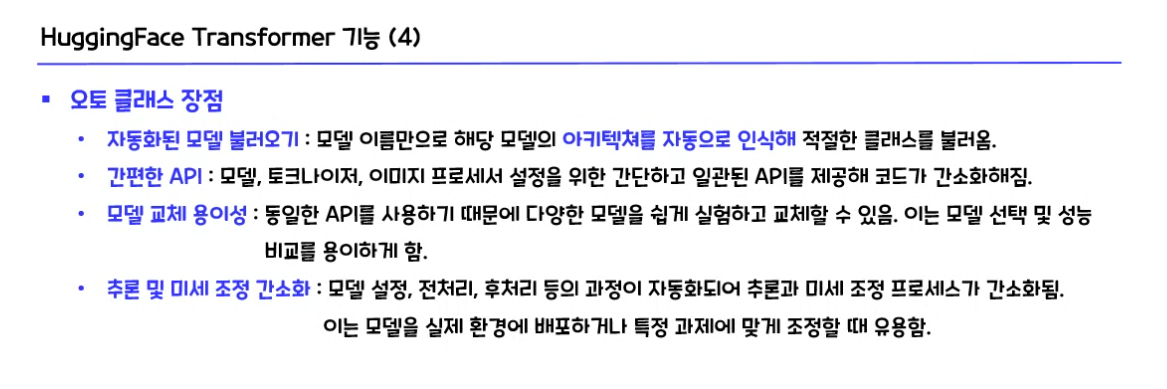 HuggingFace Transformer 기능 (4)
▪ 오토 클래스 장점
• 자동화된 모델 불러오기 : 모델 이름만으로 해당 모델의 아키텍쳐를 자동으로 인식해 적절한 클래스를 불러옴.
• 간편한 API : 모델, 토크나이저, 이미지 프로세서 설정을 위한 간단하고 일관된 API를 제공해 코드가 간소화해짐.
• 모델 교체 용이성 : 동일한 API를 사용하기 때문에 다양한 모델을 쉽게 실험하고 교체할 수 있음. 이는 모델 선택 및 성능
비교를 용이하게 함.
• 추론 및 미세 조정 간소화 : 모델 설정, 전처리, 후처리 등의 과정이 자동화되어 추론과 미세 조정 프로세스가 간소화됨.
이는 모델을 실제 환경에 배포하거나 특정 과제에 맞게 조정할 때 유용함.